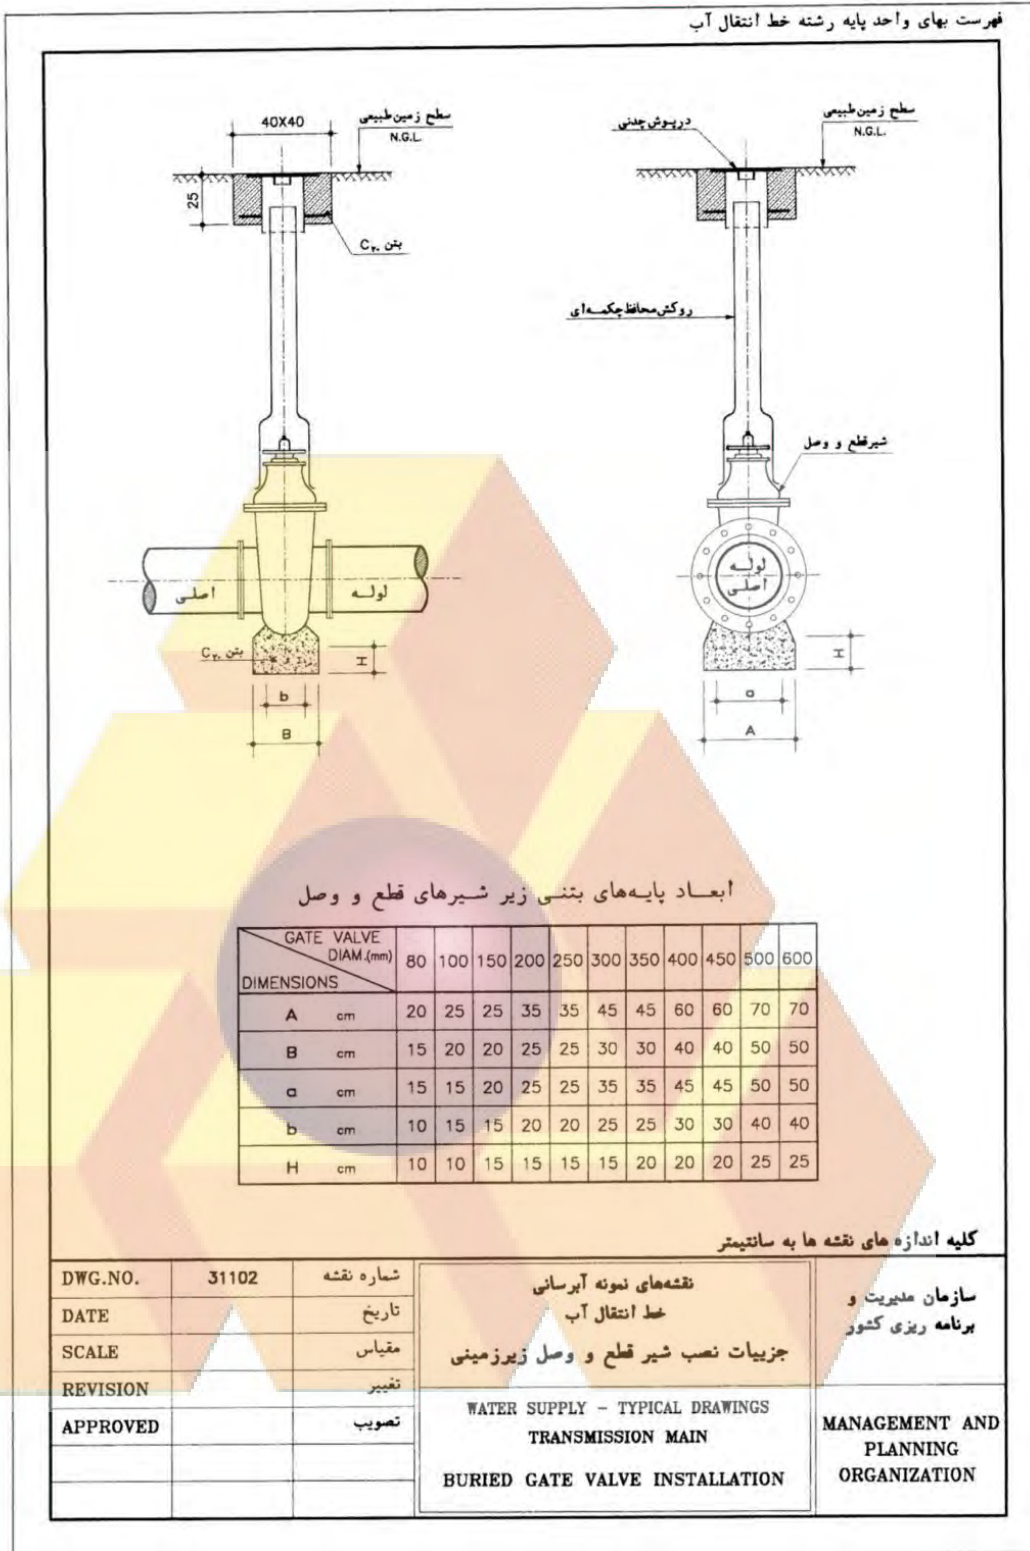 فهرست بهای واحد پایه رشته خط انتقال آب
40X40
سطح زمین طبیعی
N.G.L.
25
بتن C۲۰
درپوش چدنی
سطح زمین طبیعی
N.G.L.
روکش محافظ چکمه‌ای
شیر قطع و وصل
لوله
اصلی
بتن C۲۰
H
b
B
لوله
اصلی
H
a
A
ابعاد پایه‌های بتنی زیر شیرهای قطع و وصل
GATE VALVE DIAM.(mm) 80 100 150 200 250 300 350 400 450 500 600
DIMENSIONS
A cm 20 25 25 35 35 45 45 60 60 70 70
B cm 15 20 20 25 25 30 30 40 40 50 50
a cm 15 15 20 25 25 35 35 45 45 50 50
b cm 10 15 15 20 20 25 25 30 30 40 40
H cm 10 10 15 15 15 15 20 20 20 25 25
کلیه اندازه های نقشه ها به سانتیمتر
DWG.NO. 31102 شماره نقشه
DATE تاریخ
SCALE مقیاس
REVISION تغییر
APPROVED تصویب
نقشه‌های نمونه آبرسانی
خط انتقال آب
جزییات نصب شیر قطع و وصل زیرزمینی
WATER SUPPLY - TYPICAL DRAWINGS
TRANSMISSION MAIN
BURIED GATE VALVE INSTALLATION
سازمان مدیریت و
برنامه ریزی کشور
MANAGEMENT AND
PLANNING
ORGANIZATION